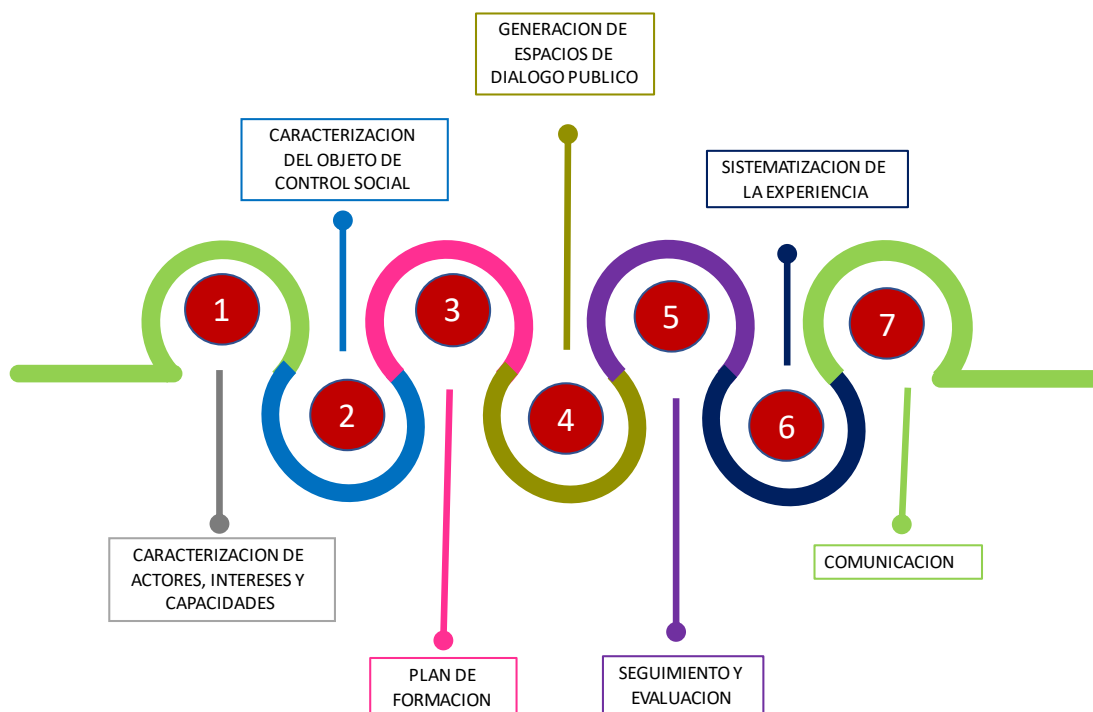 GENERACION DE
ESPACIOS DE
DIALOGO PUBLICO
CARACTERIZACION
DEL OBJETO DE
CONTROL SOCIAL
SISTEMATIZACION DE
LA EXPERIENCIA
1
2
3
4
5
6
7
CARACTERIZACION DE
ACTORES, INTERESES Y
CAPACIDADES
COMUNICACION
PLAN DE
FORMACION
SEGUIMIENTO Y
EVALUACION